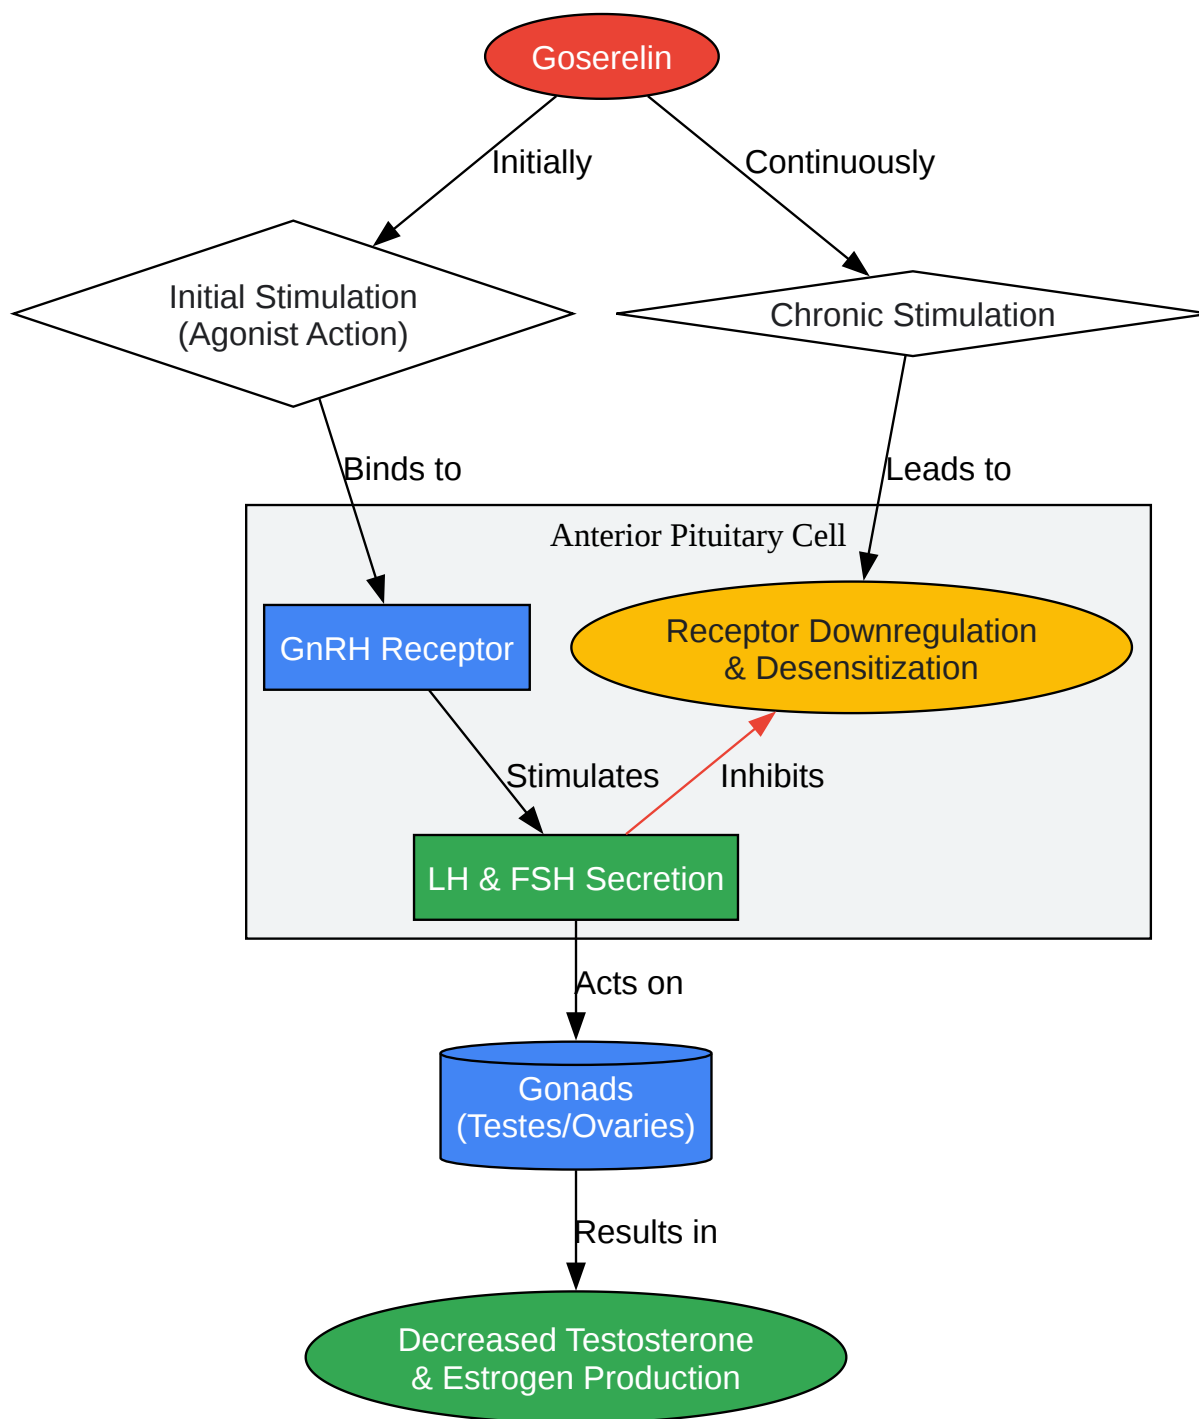 Goserelin
Initially
Continuously
Initial Stimulation
(Agonist Action)
Chronic Stimulation
Binds to
Leads to
Anterior Pituitary Cell
GnRH Receptor
Receptor Downregulation
& Desensitization
Stimulates
Inhibits
LH & FSH Secretion
Acts on
Gonads
(Testes/Ovaries)
Results in
Decreased Testosterone
& Estrogen Production